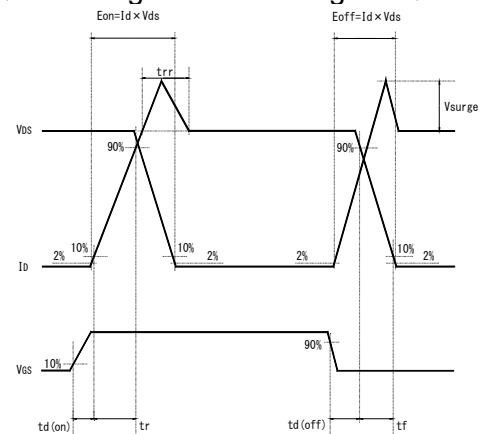 Eon=Id×Vds
Eoff=Id×Vds
trr
Vsurge
VDS
90%
90%
2%
10%
10%
2%
2%
10%
2%
ID
VGS
10%
90%
td(on)
tr
td(off)
tf